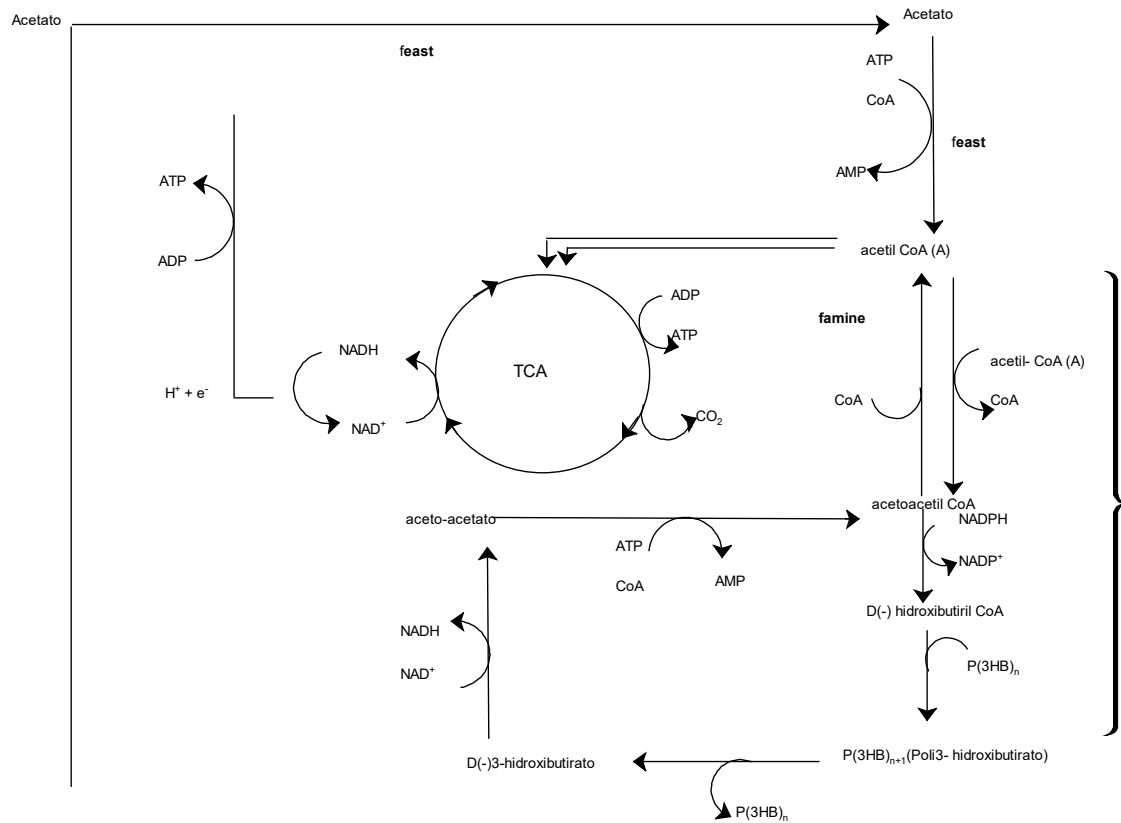 Acetato
Acetato
feast
ATP
CoA
feast
AMP
ATP
ADP
acetil CoA (A)
ADP
famine
ATP
NADH
TCA
acetil- CoA (A)
H⁺ + e⁻
CoA
CoA
NAD⁺
CO₂
acetoacetil CoA
aceto-acetato
NADPH
ATP
NADP⁺
CoA
AMP
D(-) hidroxibutiril CoA
NADH
NAD⁺
P(3HB)ₙ
P(3HB)ₙ₊₁(Poli3- hidroxibutirato)
D(-)3-hidroxibutirato
P(3HB)ₙ